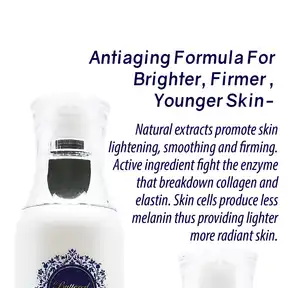 Antiaging Formula For
Brighter, Firmer ,
Younger Skin-
Natural extracts promote skin
lightening, smoothing and firming.
Active ingredient fight the enzyme
that breakdown collagen and
elastin. Skin cells produce less
melanin thus providing lighter
more radiant skin.